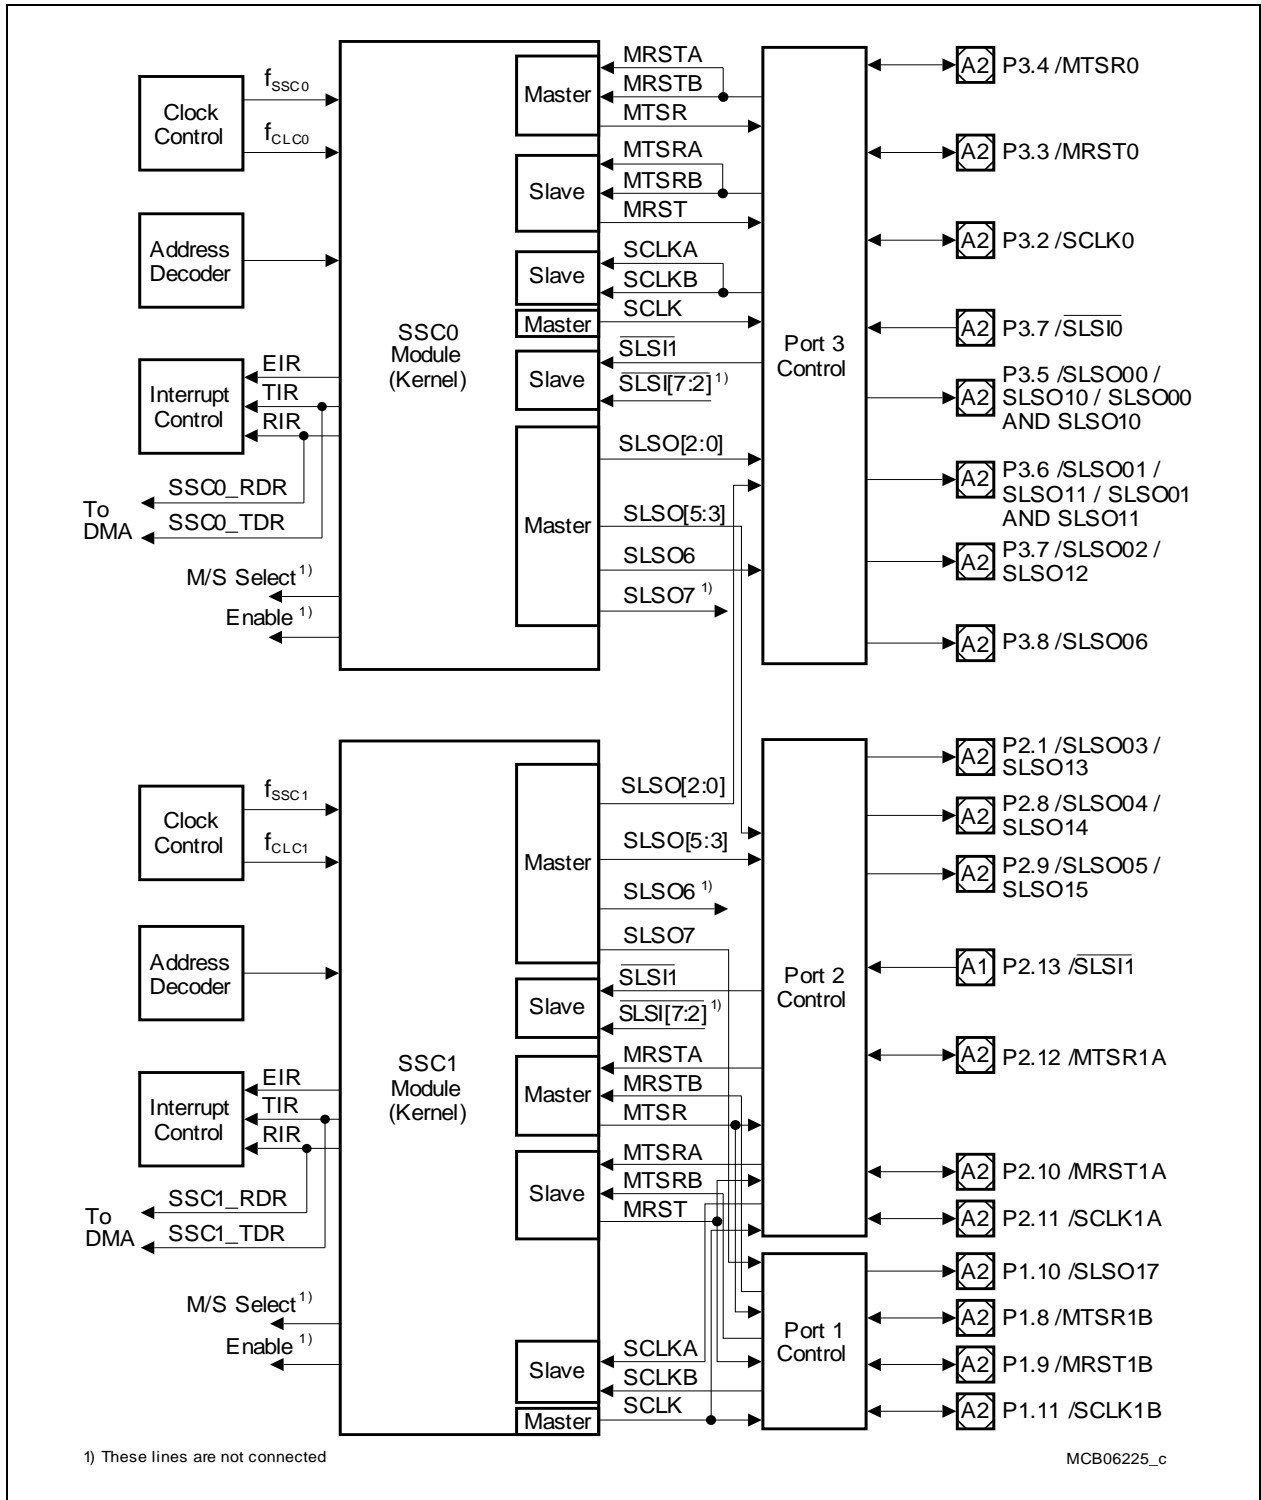 Clock
Control
fSSC0
fCLC0
Address
Decoder
Interrupt
Control
EIR
TIR
RIR
To
DMA
SSC0_RDR
SSC0_TDR
M/S Select 1)
Enable 1)
SSC0
Module
(Kernel)
Master
Slave
Slave
Master
Slave
Master
MRSTA
MRSTB
MTSR
MTSRA
MTSRB
MRST
SCLKA
SCLKB
SCLK
SLSI1
SLSI[7:2] 1)
SLSO[2:0]
SLSO[5:3]
SLSO6
SLSO7 1)
Port 3
Control
A2 P3.4 /MTSR0
A2 P3.3 /MRST0
A2 P3.2 /SCLK0
A2 P3.7 /SLSI0
A2 P3.5 /SLSO00 /
SLSO10 / SLSO00
AND SLSO10
A2 P3.6 /SLSO01 /
SLSO11 / SLSO01
AND SLSO11
A2 P3.7 /SLSO02 /
SLSO12
A2 P3.8 /SLSO06
Clock
Control
fSSC1
fCLC1
Address
Decoder
Interrupt
Control
EIR
TIR
RIR
To
DMA
SSC1_RDR
SSC1_TDR
M/S Select 1)
Enable 1)
SSC1
Module
(Kernel)
Master
Slave
Master
Slave
Slave
Master
SLSO[2:0]
SLSO[5:3]
SLSO6 1)
SLSO7
SLSI1
SLSI[7:2] 1)
MRSTA
MRSTB
MTSR
MTSRA
MTSRB
MRST
SCLKA
SCLKB
SCLK
Port 2
Control
Port 1
Control
A2 P2.1 /SLSO03 /
SLSO13
A2 P2.8 /SLSO04 /
SLSO14
A2 P2.9 /SLSO05 /
SLSO15
A1 P2.13 /SLSI1
A2 P2.12 /MTSR1A
A2 P2.10 /MRST1A
A2 P2.11 /SCLK1A
A2 P1.10 /SLSO17
A2 P1.8 /MTSR1B
A2 P1.9 /MRST1B
A2 P1.11 /SCLK1B
1) These lines are not connected
MCB06225_c